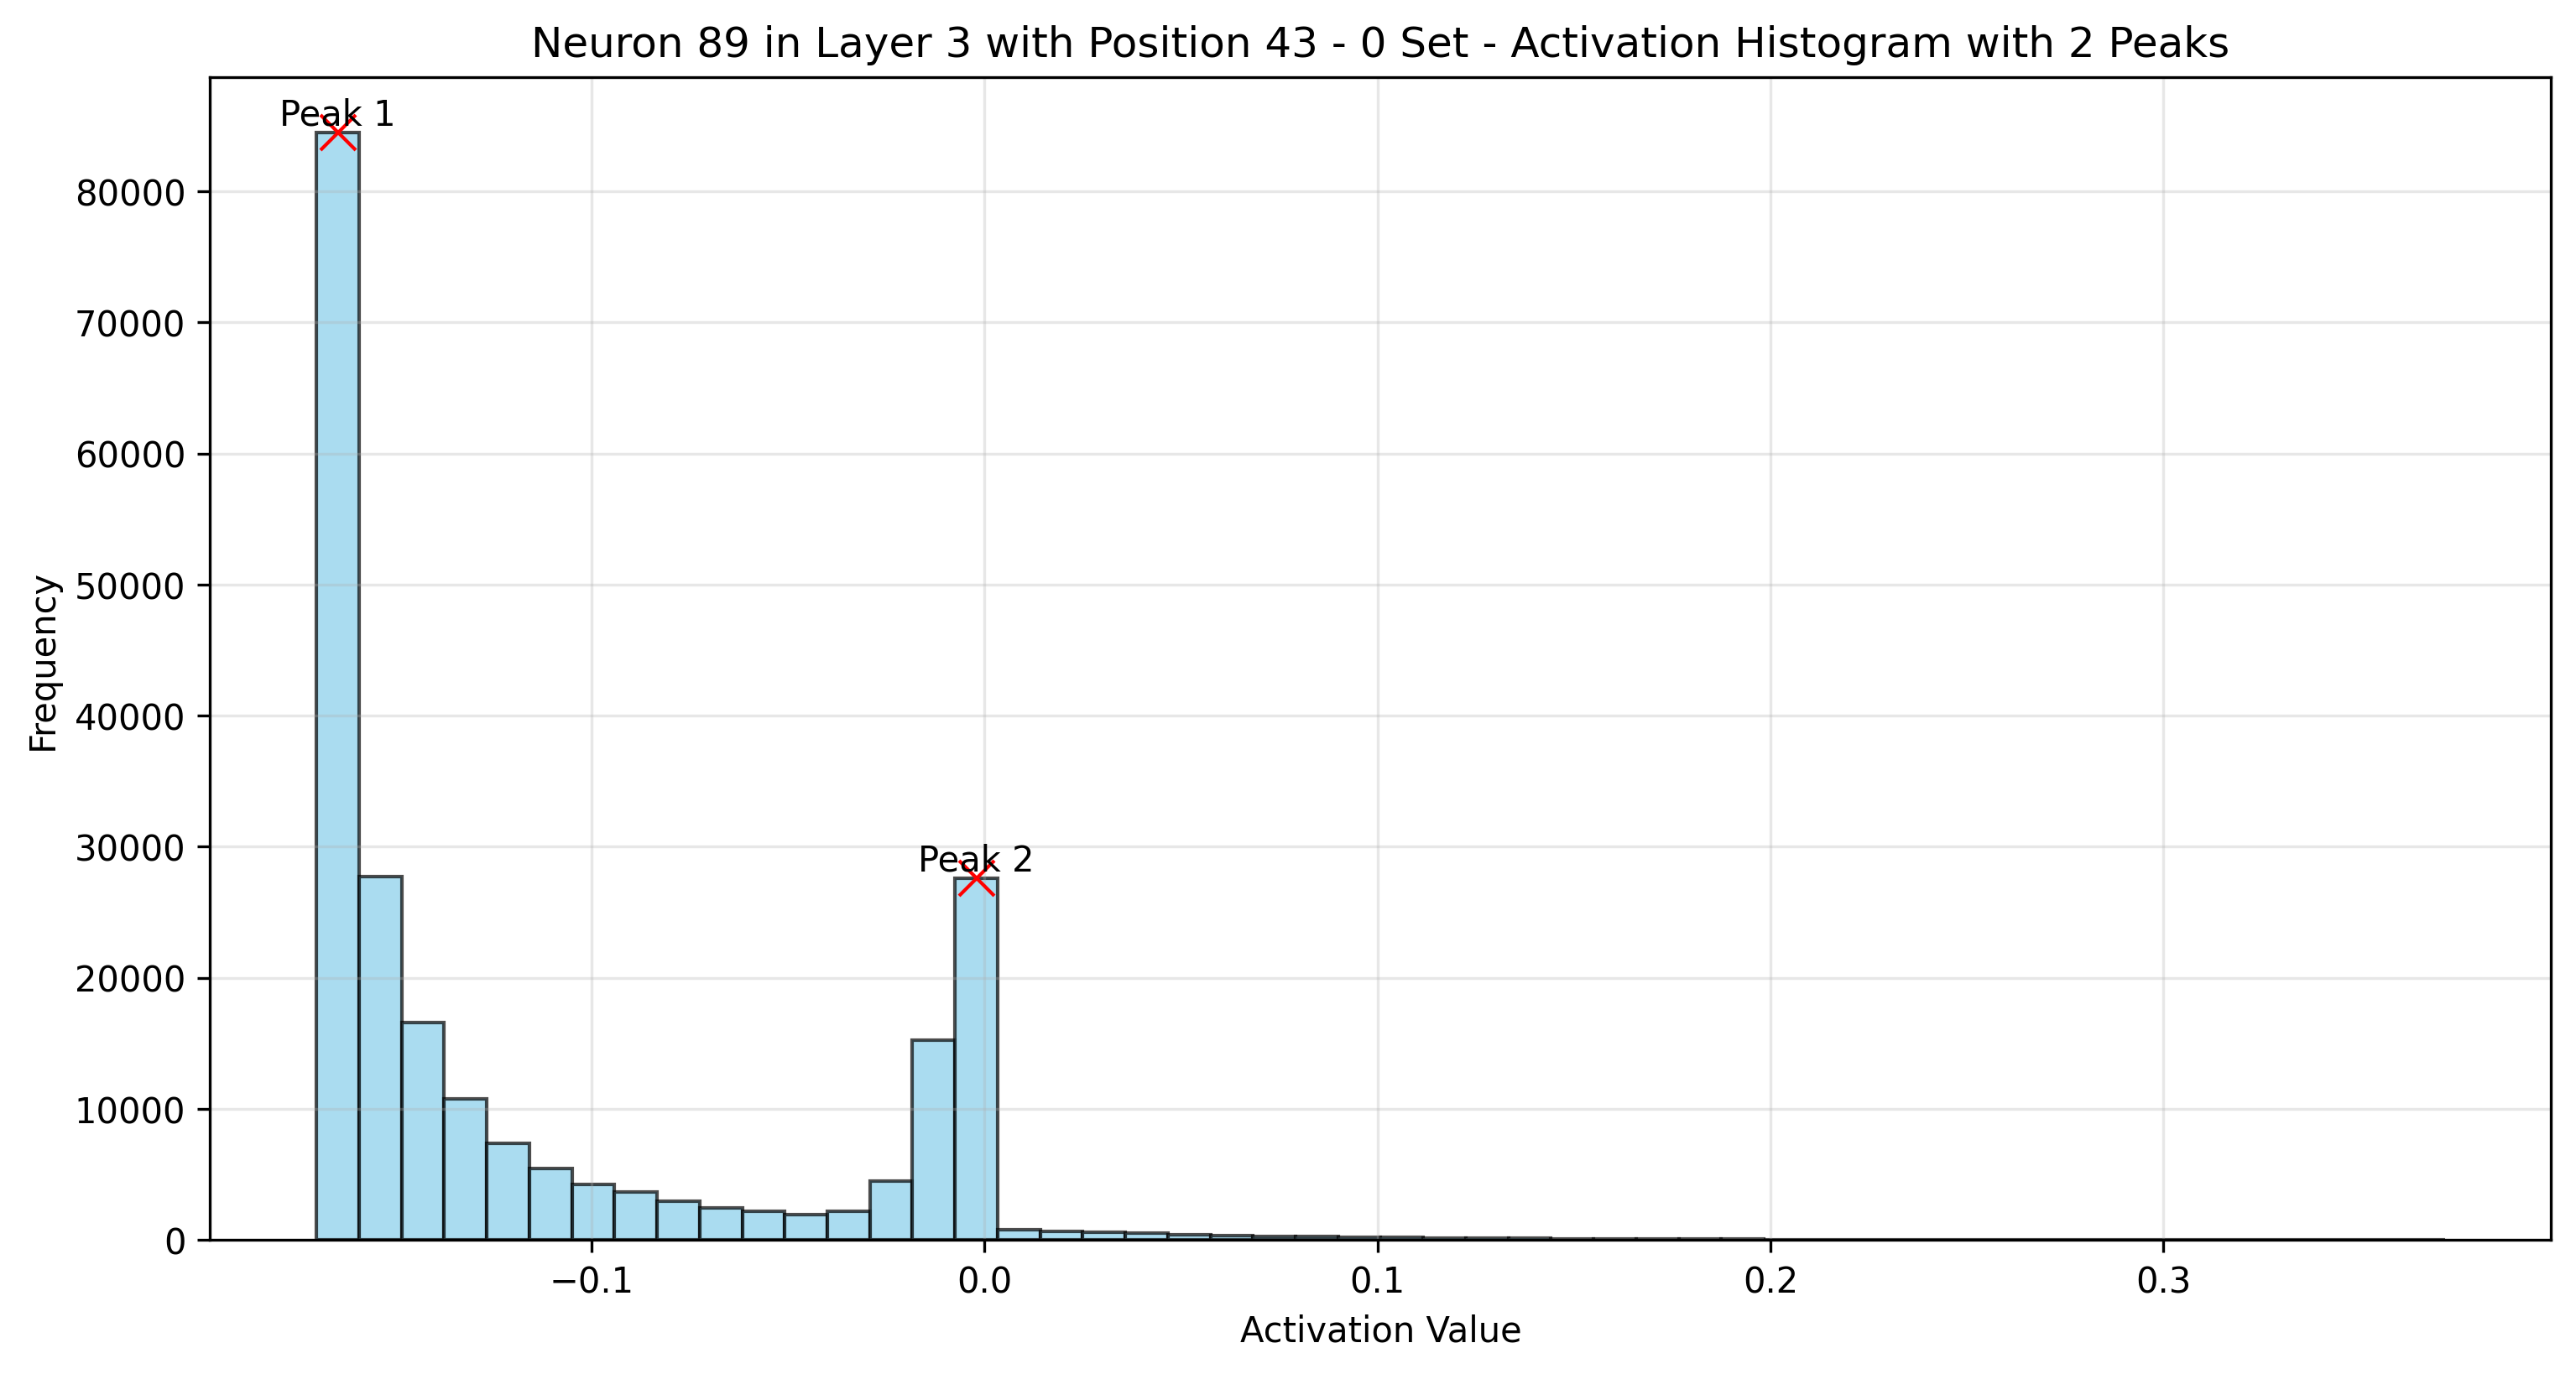 Neuron 89 in Layer 3 with Position 43 - 0 Set - Activation Histogram with 2 Peaks
Peak 1
Peak 2
80000
70000
60000
50000
40000
30000
20000
10000
0
Frequency
−0.1
0.0
0.1
0.2
0.3
Activation Value